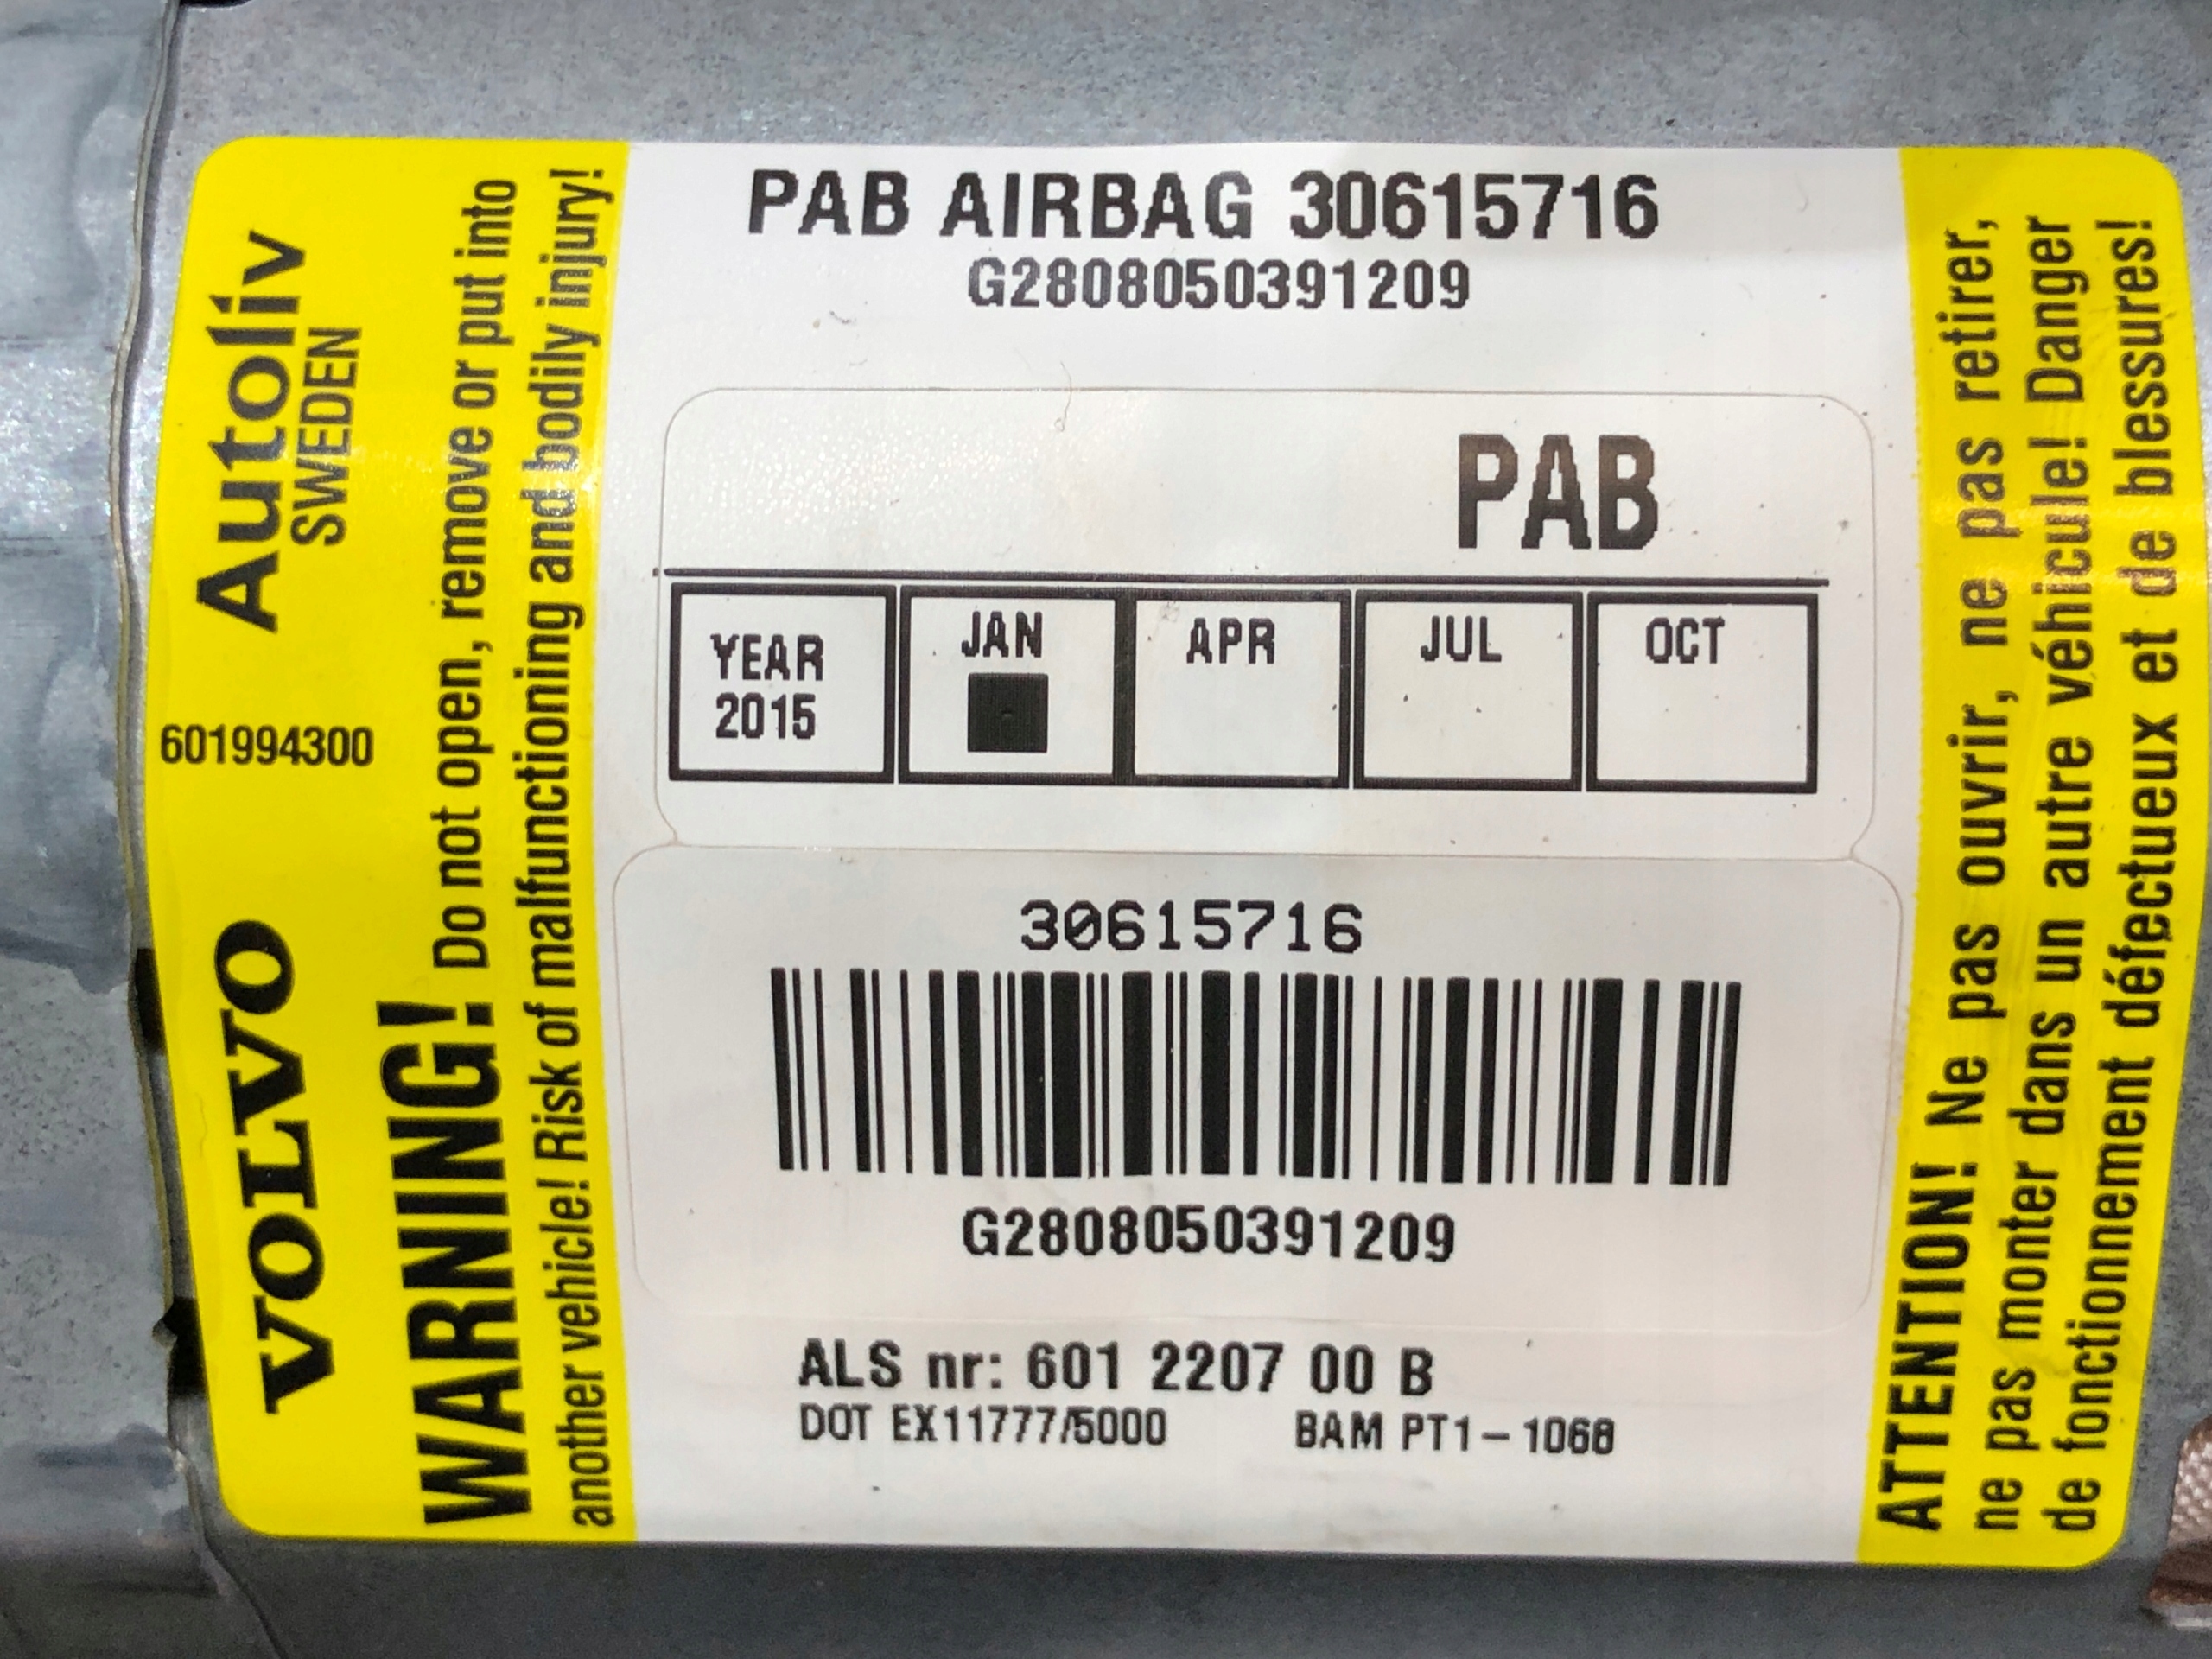 VOLVO
601994300
Autoliv
SWEDEN
WARNING! Do not open, remove or put into
another vehicle! Risk of malfunctioning and bodily injury!
PAB AIRBAG 30615716
G2808050391209
PAB
YEAR JAN APR JUL OCT
2015
30615716
G2808050391209
ALS nr: 601 2207 00 B
DOT EX11777/5000 BAM PT1-1068
ATTENTION! Ne pas ouvrir, ne pas retirer,
ne pas monter dans un autre véhicule! Danger
de fonctionnement défectueux et de blessures!